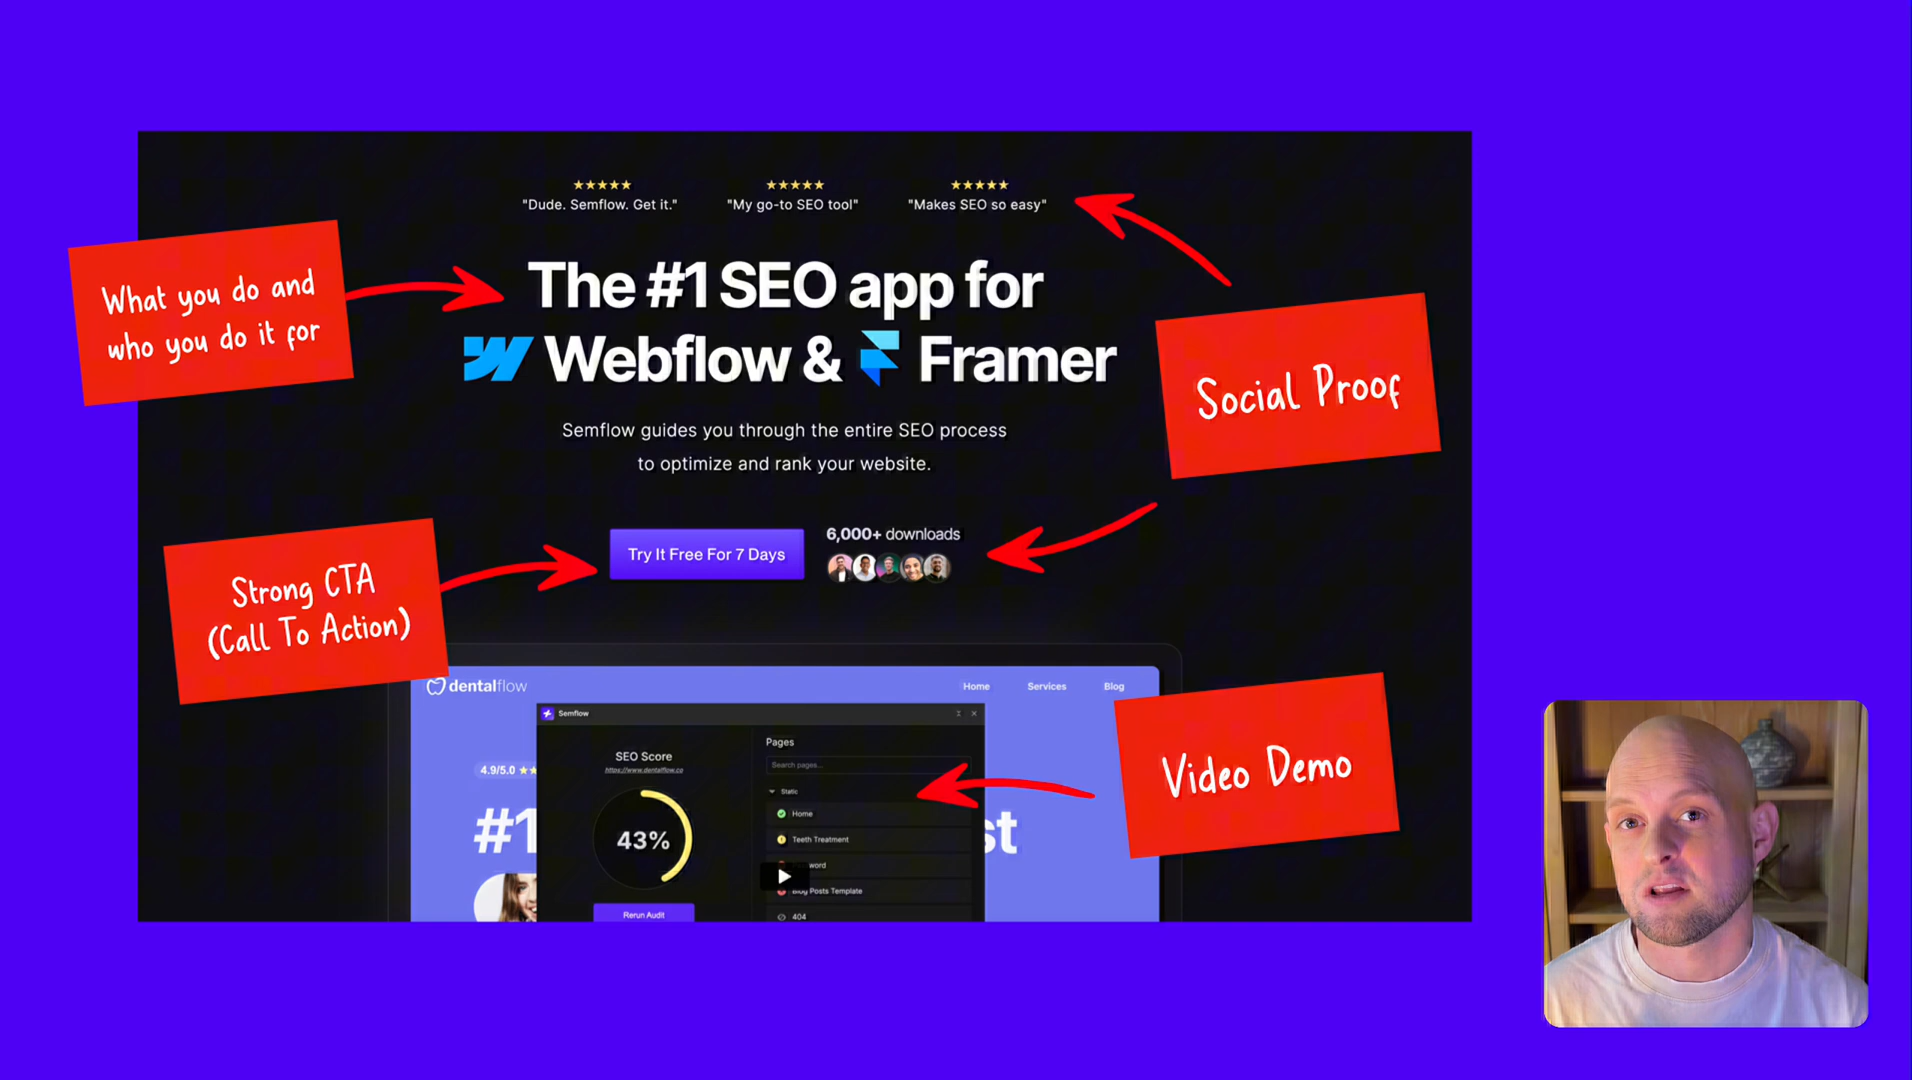 ★★★★★ ★★★★★ ★★★★★
"Dude. Semflow. Get it." "My go-to SEO tool" "Makes SEO so easy"
What you do and
who you do it for
The #1 SEO app for
Webflow & Framer
Social Proof
Semflow guides you through the entire SEO process
to optimize and rank your website.
Strong CTA
(Call To Action)
Try It Free For 7 Days
6,000+ downloads
dentalflow Home Services Blog
Semflow
Video Demo
SEO Score
https://www.dentalflow.co
43%
Rerun Audit
Pages
Search pages...
Static
Home
Teeth Treatment
word
Blog Posts Template
404
4.9/5.0 ★★
#1
st